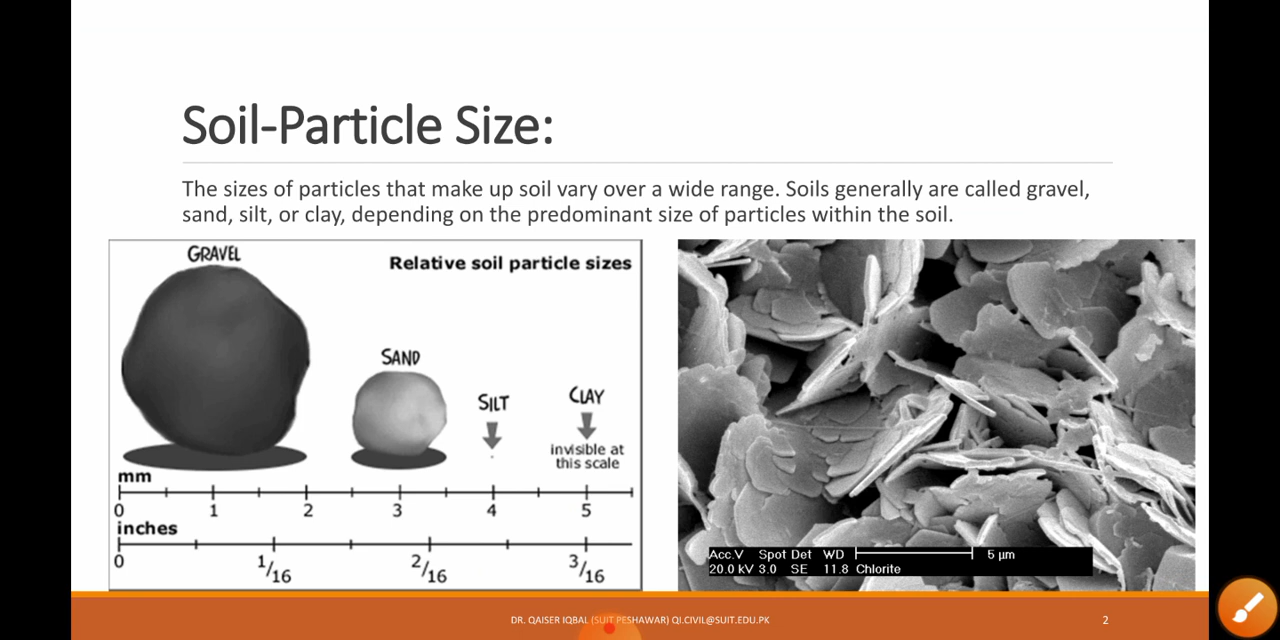 Soil-Particle Size:
The sizes of particles that make up soil vary over a wide range. Soils generally are called gravel,
sand, silt, or clay, depending on the predominant size of particles within the soil.
GRAVEL
Relative soil particle sizes
SAND
SILT
CLAY
invisible at
this scale
mm
0 1 2 3 4 5
inches
0 1/16 2/16 3/16
Acc.V Spot Det WD 5 µm
20.0 kV 3.0 SE 11.8 Chlorite
DR. QAISER IQBAL (SUIT PESHAWAR) QI.CIVIL@SUIT.EDU.PK
2